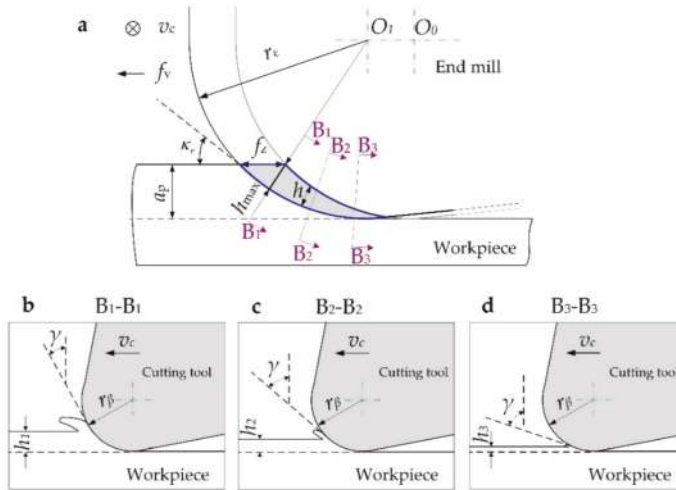 a
v_c
f_v
r_ε
O_1 O_0
End mill
κ_r
f_z
B_1
B_2
B_3
a_p
h_max
h
B_1
B_2
B_3
Workpiece
b B_1-B_1
c B_2-B_2
d B_3-B_3
γ
v_c
Cutting tool
r_β
h_1
Workpiece
γ
v_c
Cutting tool
r_β
h_2
Workpiece
γ
v_c
Cutting tool
r_β
h_3
Workpiece